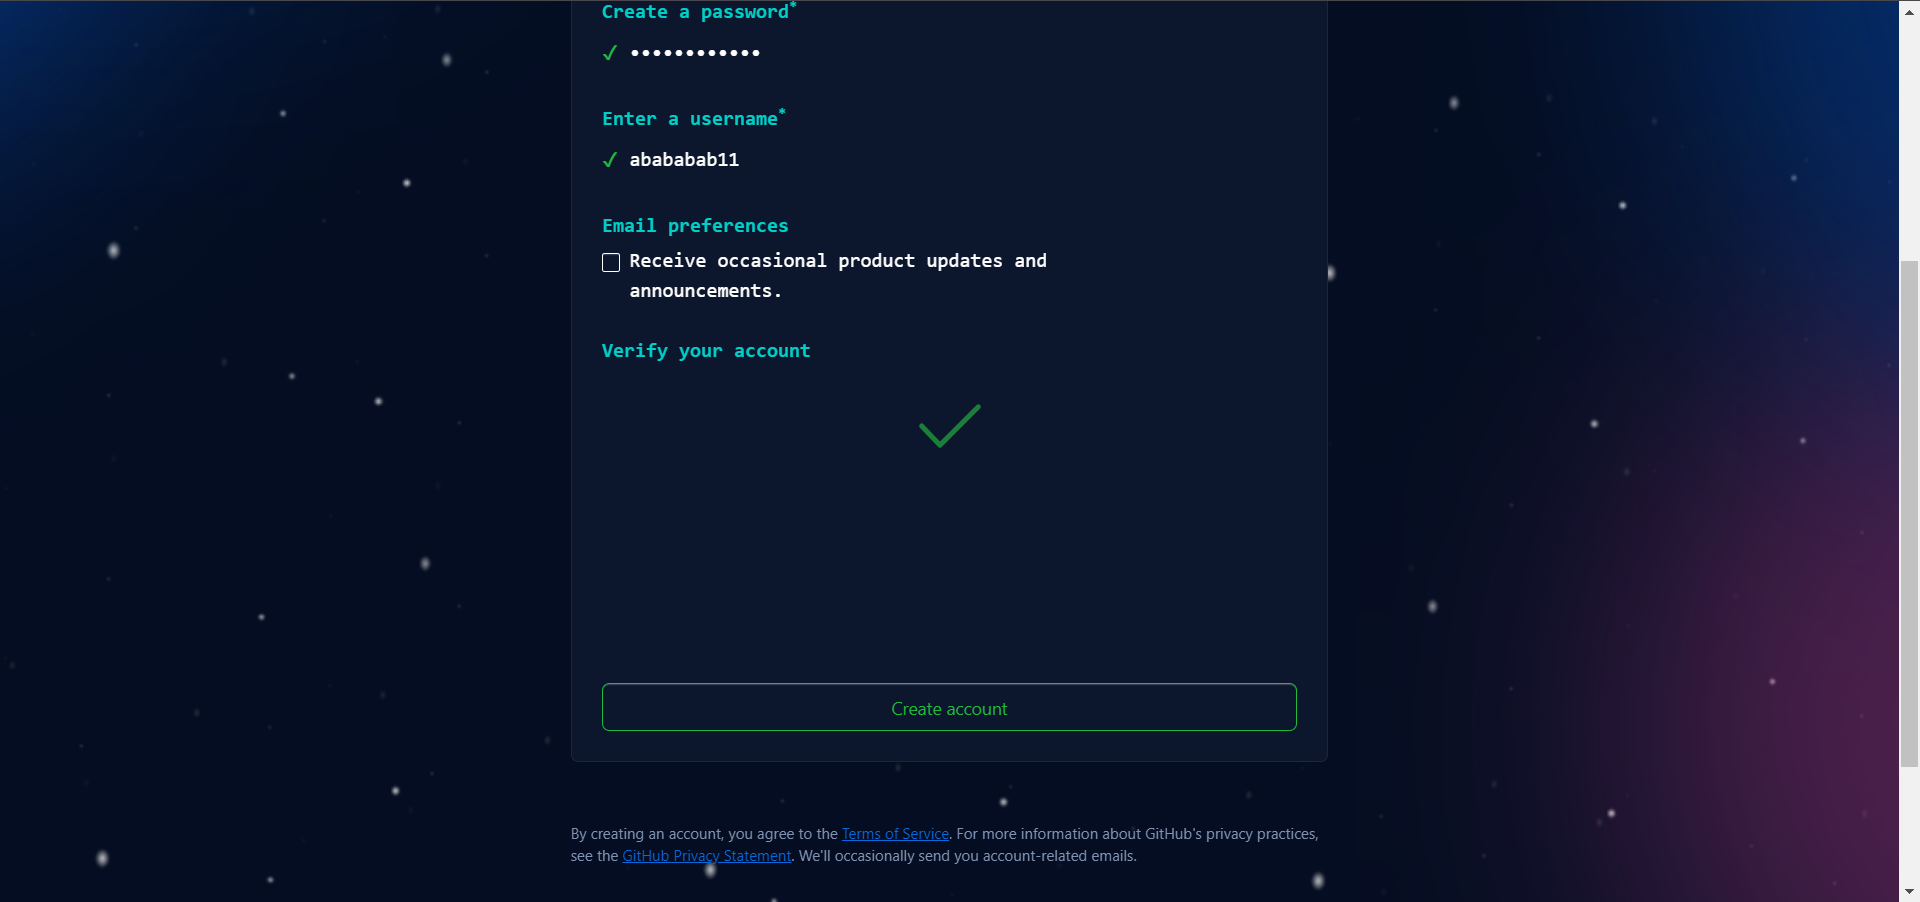 Create a password*
✓ ••••••••••••
Enter a username*
✓ abababab11
Email preferences
Receive occasional product updates and
announcements.
Verify your account
Create account
By creating an account, you agree to the Terms of Service. For more information about GitHub's privacy practices,
see the GitHub Privacy Statement. We'll occasionally send you account-related emails.